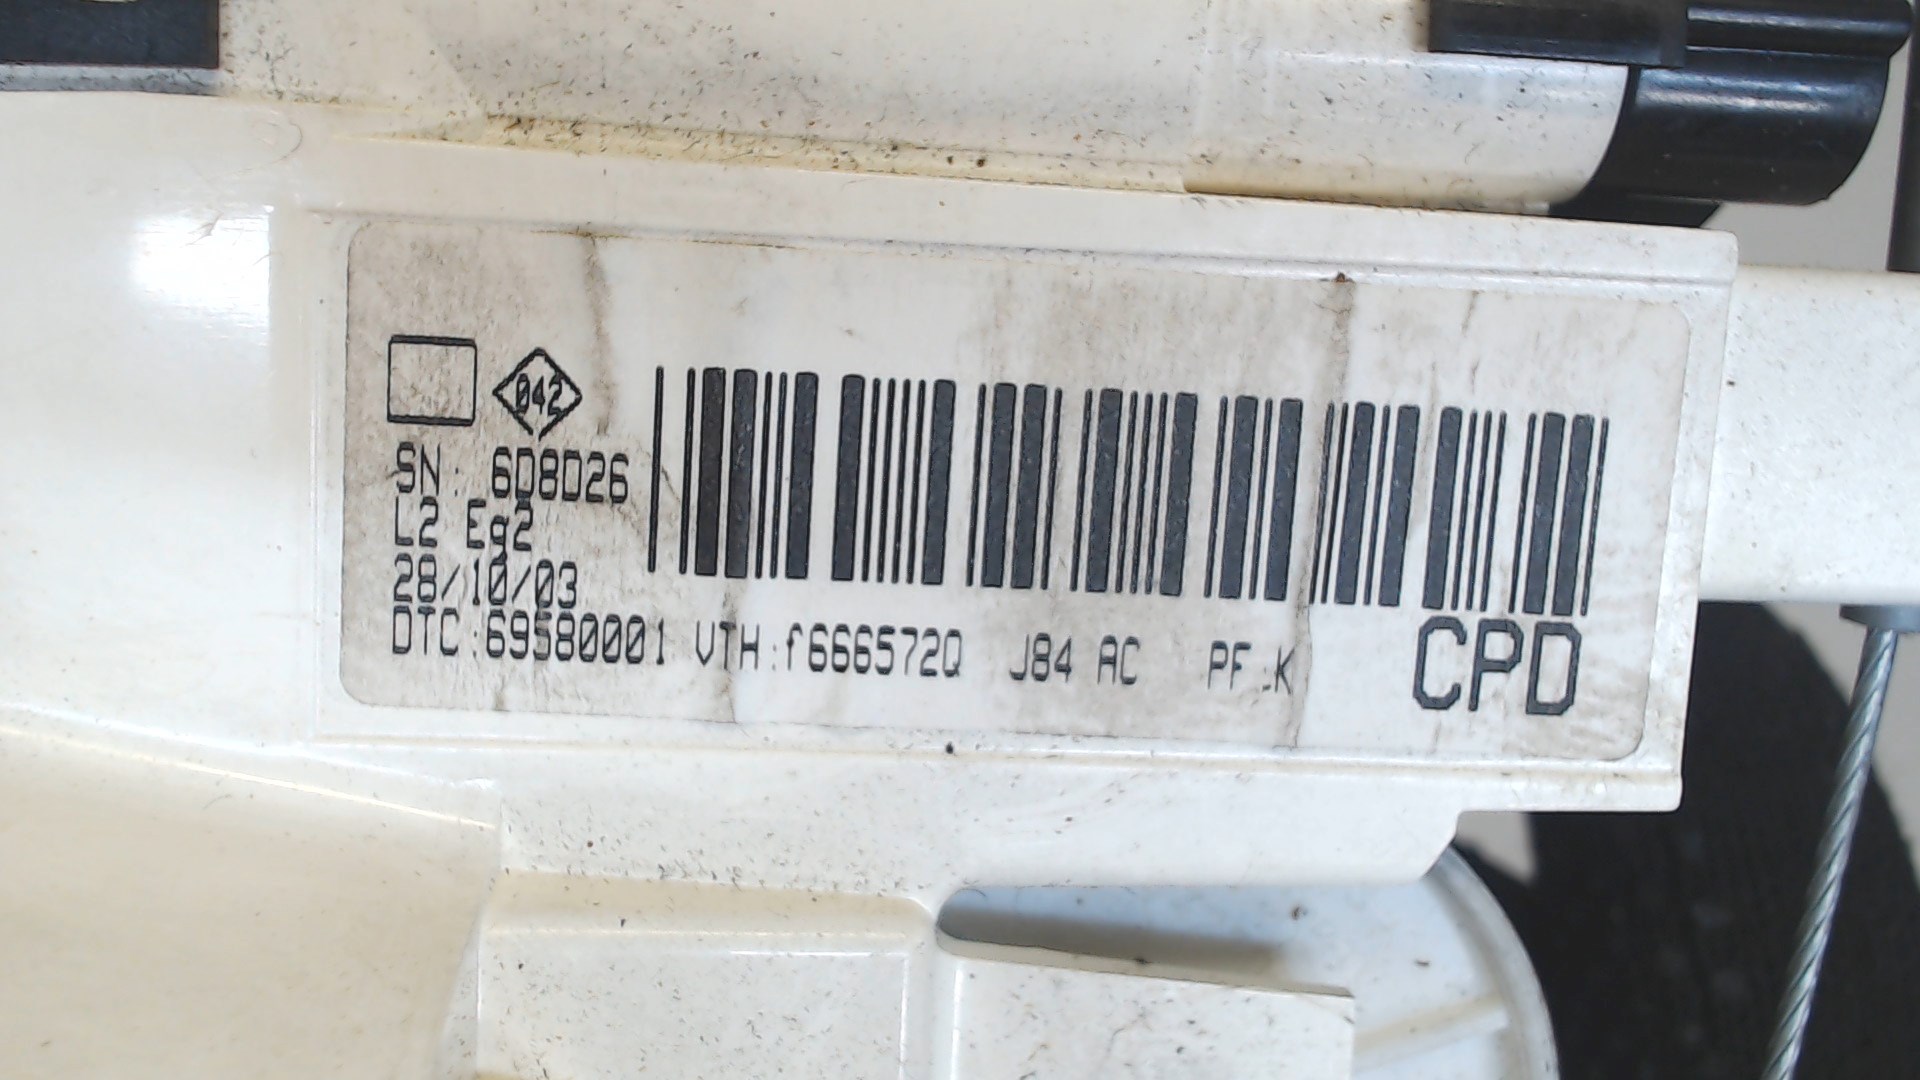 042
SN: 6D8D26
L2 Eg2
28/10/03
DTC:69580001 VTH:f666572Q J84 AC PF:K CPD